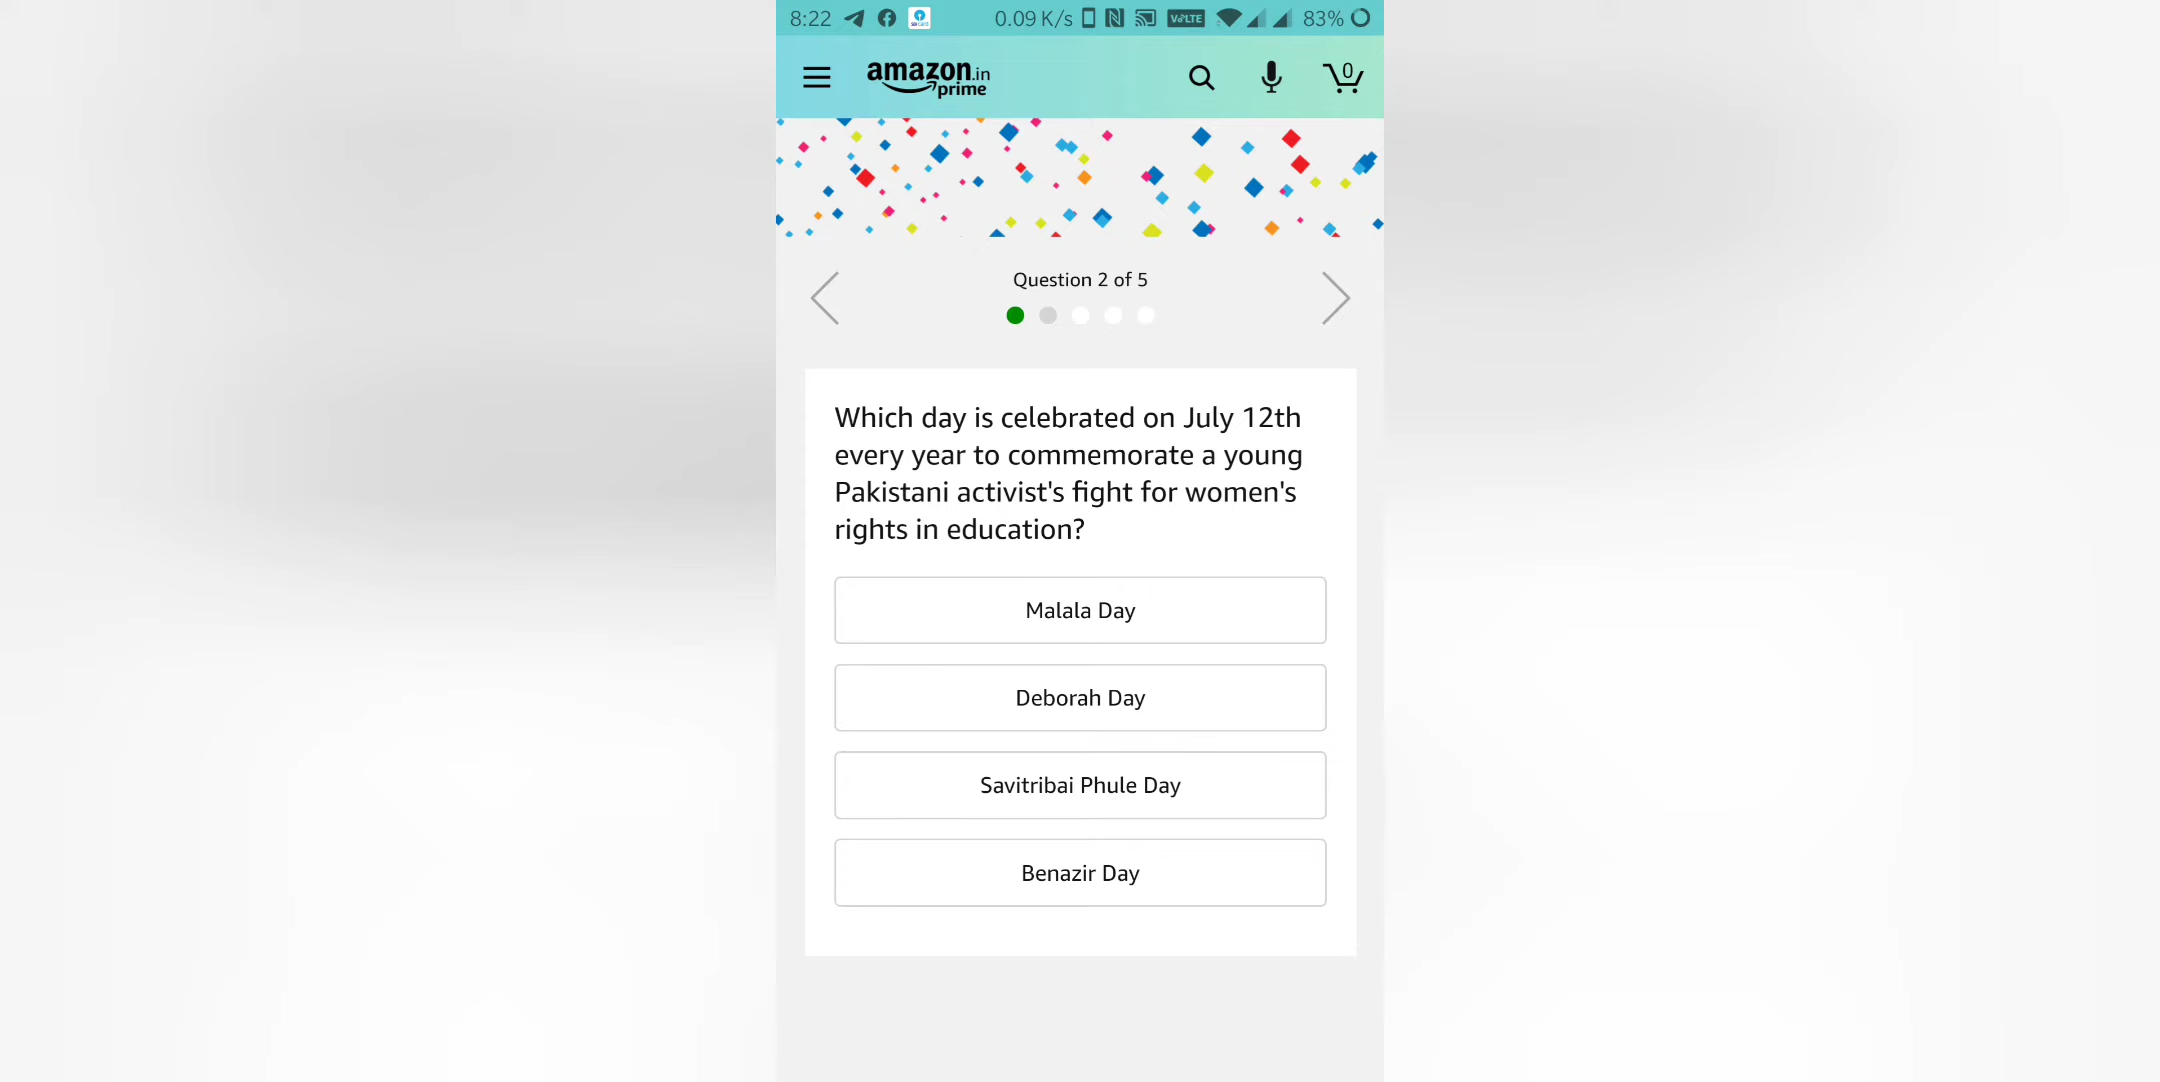 8:22 0.09 K/s VoLTE 83%
amazon.in
prime
0
Question 2 of 5
Which day is celebrated on July 12th
every year to commemorate a young
Pakistani activist's fight for women's
rights in education?
Malala Day
Deborah Day
Savitribai Phule Day
Benazir Day